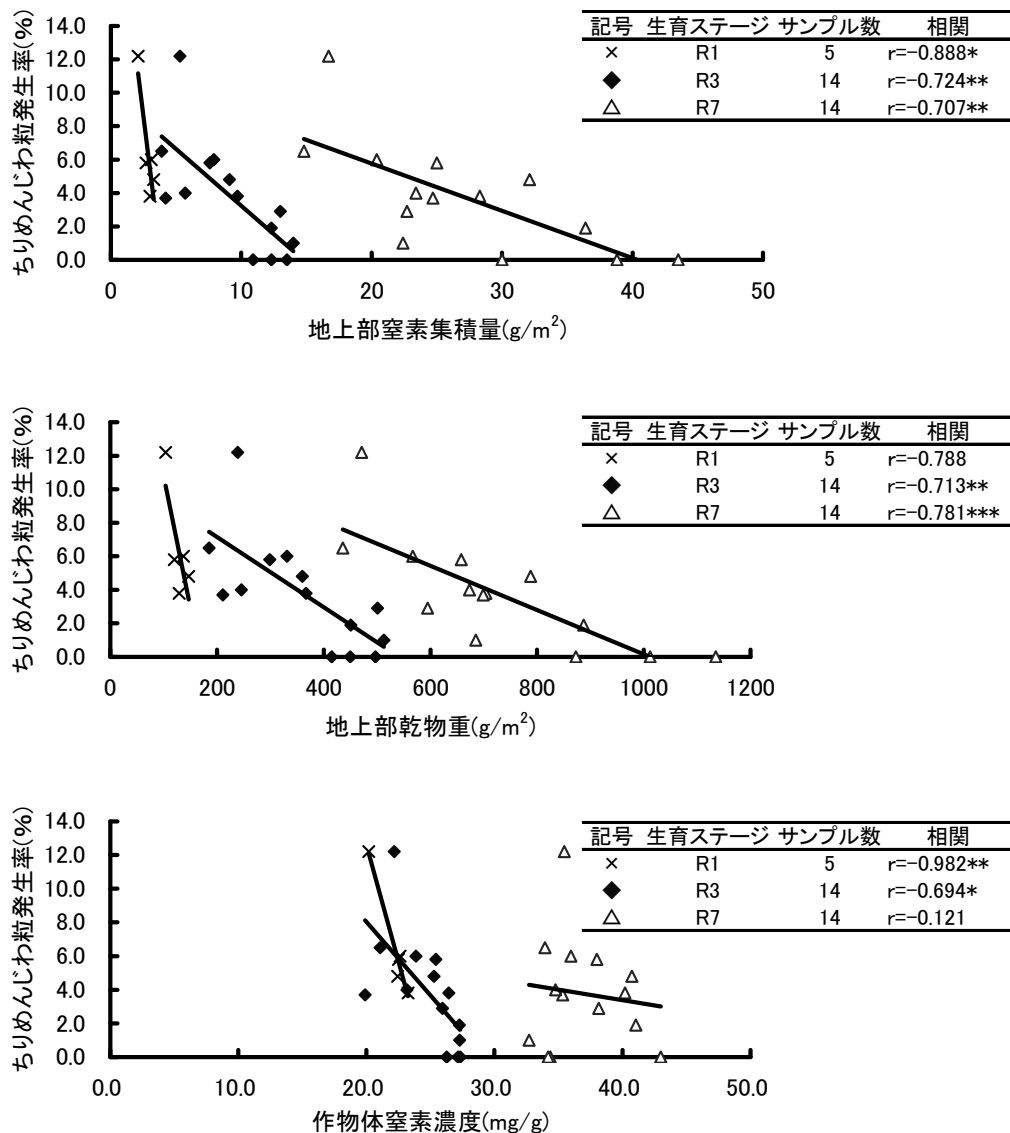 ちりめんじわ粒発生率(%)
14.0
12.0
10.0
8.0
6.0
4.0
2.0
0.0
0 10 20 30 40 50
地上部窒素集積量(g/m²)
記号 生育ステージ サンプル数 相関
× R1 5 r=-0.888*
◆ R3 14 r=-0.724**
△ R7 14 r=-0.707**
ちりめんじわ粒発生率(%)
14.0
12.0
10.0
8.0
6.0
4.0
2.0
0.0
0 200 400 600 800 1000 1200
地上部乾物重(g/m²)
記号 生育ステージ サンプル数 相関
× R1 5 r=-0.788
◆ R3 14 r=-0.713**
△ R7 14 r=-0.781***
ちりめんじわ粒発生率(%)
14.0
12.0
10.0
8.0
6.0
4.0
2.0
0.0
0.0 10.0 20.0 30.0 40.0 50.0
作物体窒素濃度(mg/g)
記号 生育ステージ サンプル数 相関
× R1 5 r=-0.982**
◆ R3 14 r=-0.694*
△ R7 14 r=-0.121